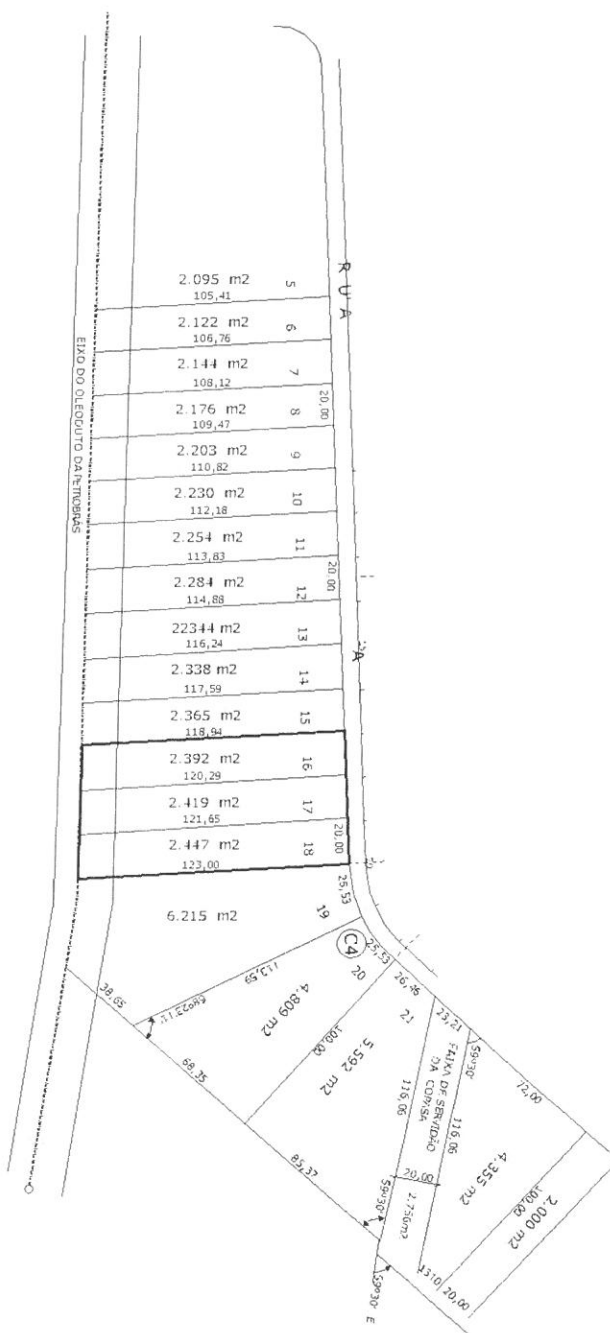 RUA
2.095 m2
5
105,41
2.122 m2
6
106,76
2.144 m2
7
108,12
20,00
2.176 m2
8
109,47
2.203 m2
9
110,82
2.230 m2
10
112,18
2.254 m2
11
113,83
20,00
2.284 m2
12
114,88
22344 m2
13
116,24
A
2.338 m2
14
117,59
2.365 m2
15
118,94
2.392 m2
16
120,29
2.419 m2
17
121,65
20,00
2.447 m2
18
123,00
EIXO DO OLEODUTO DA PETROBRÁS
25,53
6.215 m2
19
C4
25,53
20
113,59
4.809 m2
38,65
68,35
100,00
26,46
21
5.592 m2
116,06
85,37
23,21
59º30'
FAIXA DE SERVIDÃO
DA COPASA
116,06
72,00
4.355 m2
20,00
2.756m2
59º30'
100,00
2.000 m2
1310
20,00
59º30' E